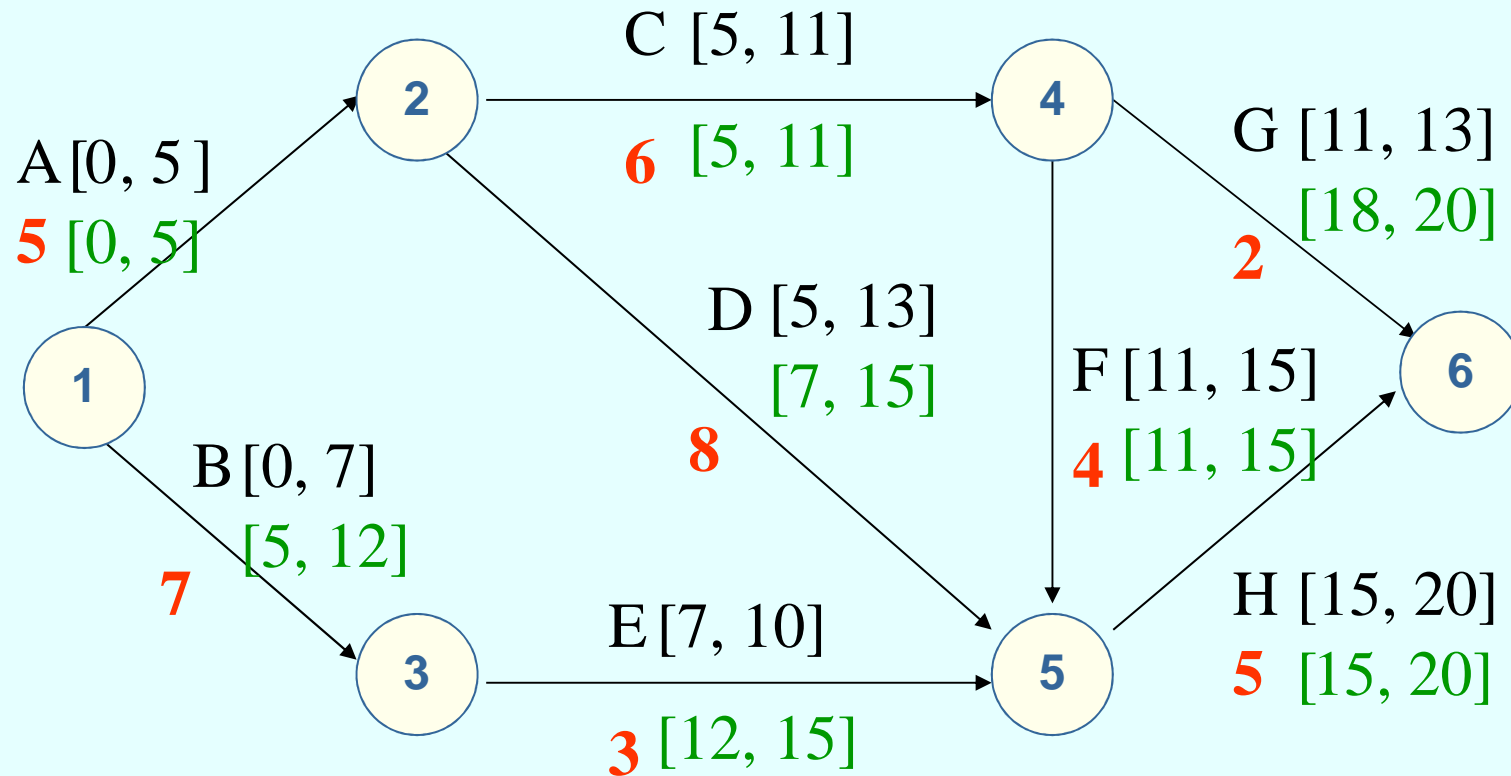 C [5, 11]
2
4
6 [5, 11]
G [11, 13]
[18, 20]
2
A [0, 5 ]
5 [0, 5]
D [5, 13]
[7, 15]
8
F [11, 15]
4 [11, 15]
1
6
B [0, 7]
[5, 12]
7
E [7, 10]
3
5
3 [12, 15]
H [15, 20]
5 [15, 20]